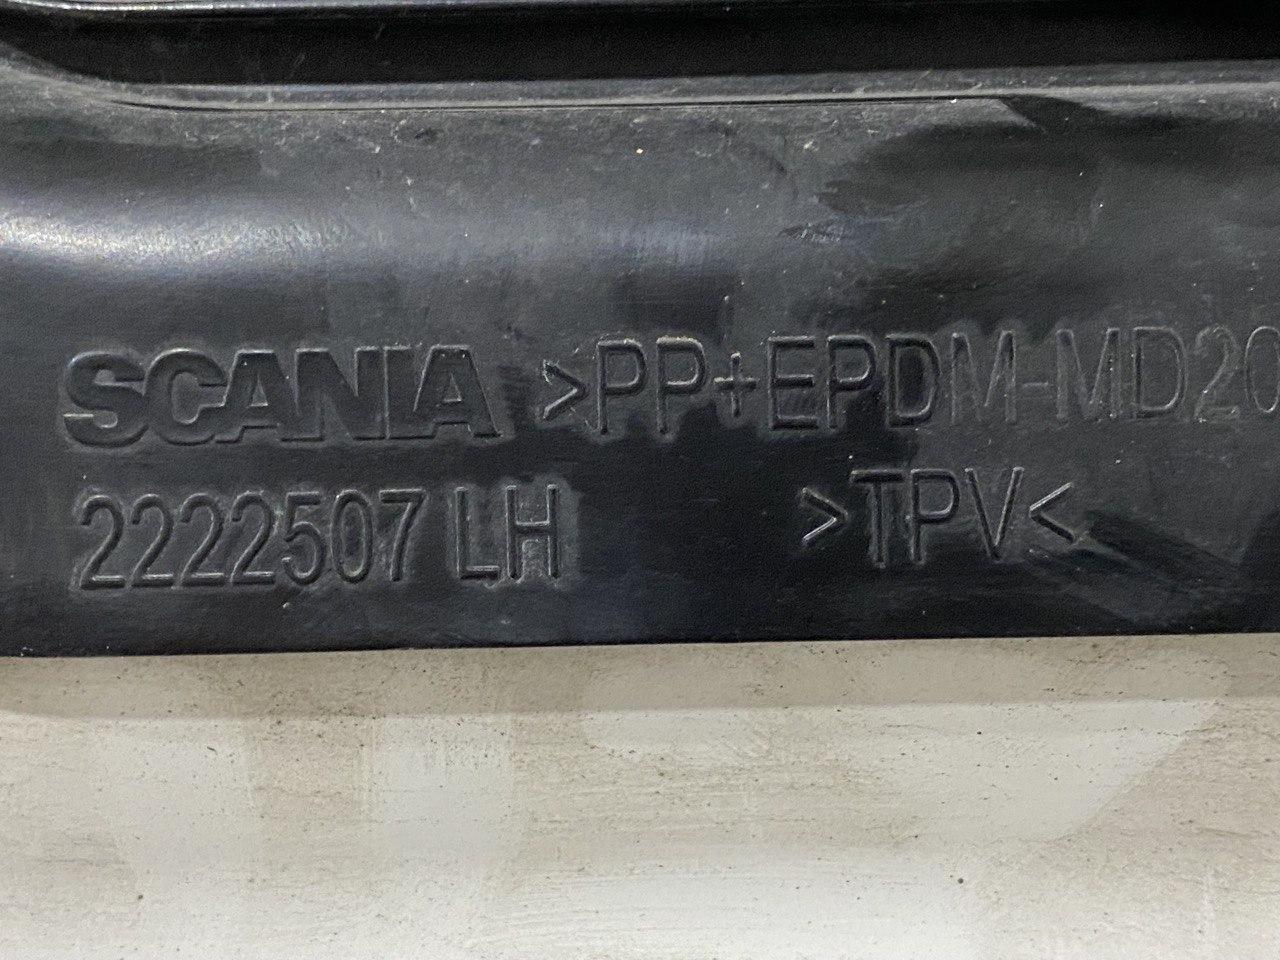 SCANIA >PP+EPDM-MD20
2222507 LH >TPV<